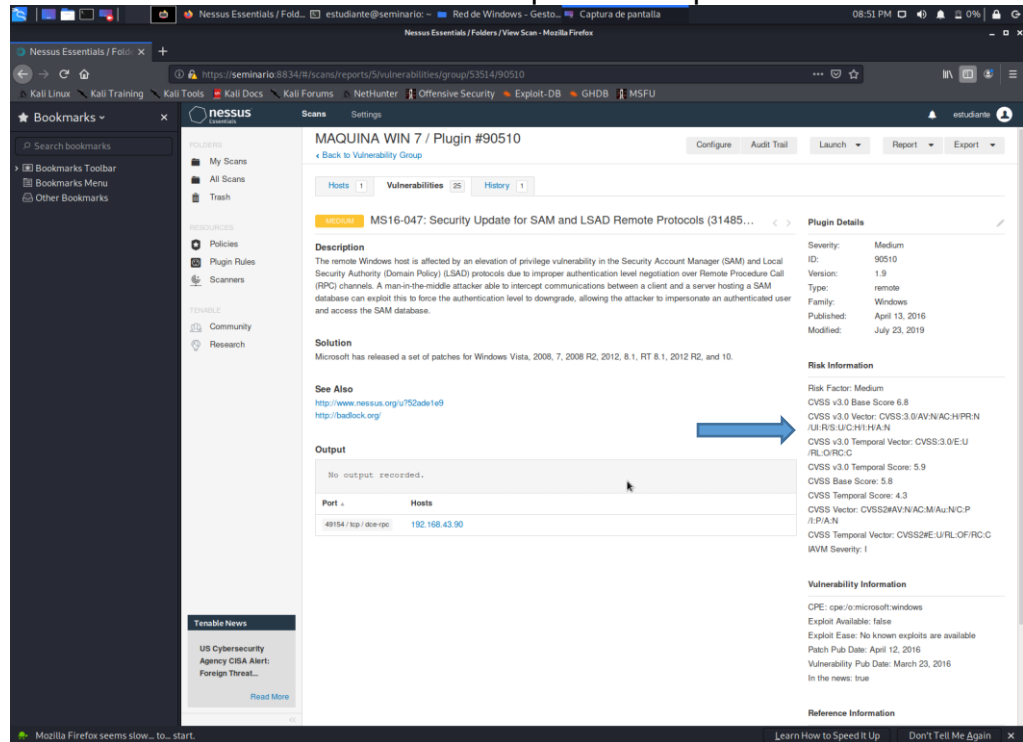 Nessus Essentials / Fold...
estudiante@seminario: ~
Red de Windows - Gesto...
Captura de pantalla
08:51 PM
0%
Nessus Essentials / Folders / View Scan - Mozilla Firefox
Nessus Essentials / Folde
https://seminario:8834/#/scans/reports/5/vulnerabilities/group/53514/90510
Kali Linux
Kali Training
Kali Tools
Kali Docs
Kali Forums
NetHunter
Offensive Security
Exploit-DB
GHDB
MSFU
Bookmarks
Search bookmarks
Bookmarks Toolbar
Bookmarks Menu
Other Bookmarks
nessus
Essentials
Scans
Settings
estudiante
FOLDERS
My Scans
All Scans
Trash
RESOURCES
Policies
Plugin Rules
Scanners
TENABLE
Community
Research
Tenable News
US Cybersecurity
Agency CISA Alert:
Foreign Threat...
Read More
MAQUINA WIN 7 / Plugin #90510
‹ Back to Vulnerability Group
Configure
Audit Trail
Launch
Report
Export
Hosts 1
Vulnerabilities 25
History 1
MEDIUM
MS16-047: Security Update for SAM and LSAD Remote Protocols (31485...
Description
The remote Windows host is affected by an elevation of privilege vulnerability in the Security Account Manager (SAM) and Local
Security Authority (Domain Policy) (LSAD) protocols due to improper authentication level negotiation over Remote Procedure Call
(RPC) channels. A man-in-the-middle attacker able to intercept communications between a client and a server hosting a SAM
database can exploit this to force the authentication level to downgrade, allowing the attacker to impersonate an authenticated user
and access the SAM database.
Solution
Microsoft has released a set of patches for Windows Vista, 2008, 7, 2008 R2, 2012, 8.1, RT 8.1, 2012 R2, and 10.
See Also
http://www.nessus.org/u?52ade1e9
http://badlock.org/
Output
No output recorded.
Port
Hosts
49154 / tcp / dce-rpc
192.168.43.90
Plugin Details
Severity: Medium
ID: 90510
Version: 1.9
Type: remote
Family: Windows
Published: April 13, 2016
Modified: July 23, 2019
Risk Information
Risk Factor: Medium
CVSS v3.0 Base Score 6.8
CVSS v3.0 Vector: CVSS:3.0/AV:N/AC:H/PR:N
/UI:R/S:U/C:H/I:H/A:N
CVSS v3.0 Temporal Vector: CVSS:3.0/E:U
/RL:O/RC:C
CVSS v3.0 Temporal Score: 5.9
CVSS Base Score: 5.8
CVSS Temporal Score: 4.3
CVSS Vector: CVSS2#AV:N/AC:M/Au:N/C:P
/I:P/A:N
CVSS Temporal Vector: CVSS2#E:U/RL:OF/RC:C
IAVM Severity: I
Vulnerability Information
CPE: cpe:/o:microsoft:windows
Exploit Available: false
Exploit Ease: No known exploits are available
Patch Pub Date: April 12, 2016
Vulnerability Pub Date: March 23, 2016
In the news: true
Reference Information
Mozilla Firefox seems slow... to... start.
Learn How to Speed It Up
Don't Tell Me Again